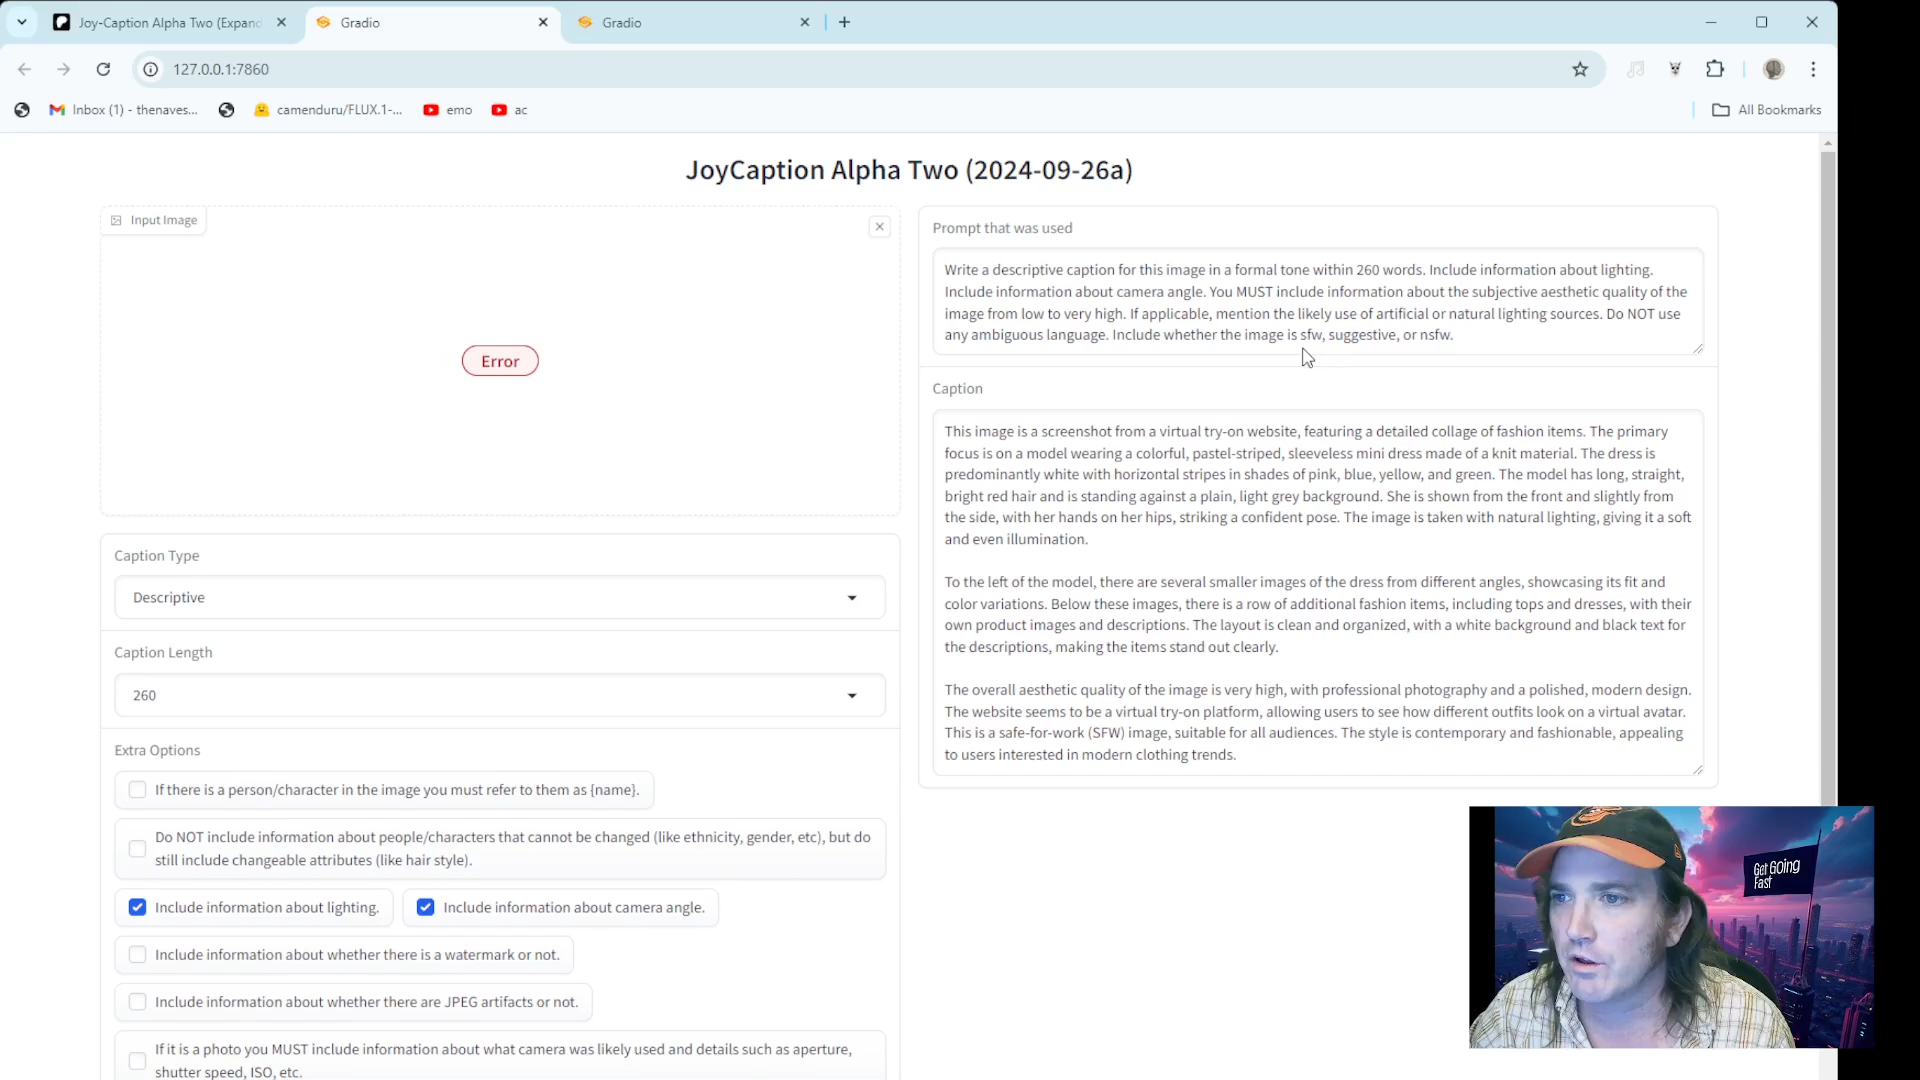 Joy-Caption Alpha Two (Expand
Gradio
Gradio
127.0.0.1:7860
Inbox (1) - thenaves...
camenduru/FLUX.1-...
emo
ac
All Bookmarks
JoyCaption Alpha Two (2024-09-26a)
Input Image
Error
Caption Type
Descriptive
Caption Length
260
Extra Options
If there is a person/character in the image you must refer to them as {name}.
Do NOT include information about people/characters that cannot be changed (like ethnicity, gender, etc), but do
still include changeable attributes (like hair style).
Include information about lighting.
Include information about camera angle.
Include information about whether there is a watermark or not.
Include information about whether there are JPEG artifacts or not.
If it is a photo you MUST include information about what camera was likely used and details such as aperture,
shutter speed, ISO, etc.
Prompt that was used
Write a descriptive caption for this image in a formal tone within 260 words. Include information about lighting.
Include information about camera angle. You MUST include information about the subjective aesthetic quality of the
image from low to very high. If applicable, mention the likely use of artificial or natural lighting sources. Do NOT use
any ambiguous language. Include whether the image is sfw, suggestive, or nsfw.
Caption
This image is a screenshot from a virtual try-on website, featuring a detailed collage of fashion items. The primary
focus is on a model wearing a colorful, pastel-striped, sleeveless mini dress made of a knit material. The dress is
predominantly white with horizontal stripes in shades of pink, blue, yellow, and green. The model has long, straight,
bright red hair and is standing against a plain, light grey background. She is shown from the front and slightly from
the side, with her hands on her hips, striking a confident pose. The image is taken with natural lighting, giving it a soft
and even illumination.
To the left of the model, there are several smaller images of the dress from different angles, showcasing its fit and
color variations. Below these images, there is a row of additional fashion items, including tops and dresses, with their
own product images and descriptions. The layout is clean and organized, with a white background and black text for
the descriptions, making the items stand out clearly.
The overall aesthetic quality of the image is very high, with professional photography and a polished, modern design.
The website seems to be a virtual try-on platform, allowing users to see how different outfits look on a virtual avatar.
This is a safe-for-work (SFW) image, suitable for all audiences. The style is contemporary and fashionable, appealing
to users interested in modern clothing trends.
Get Going
Fast